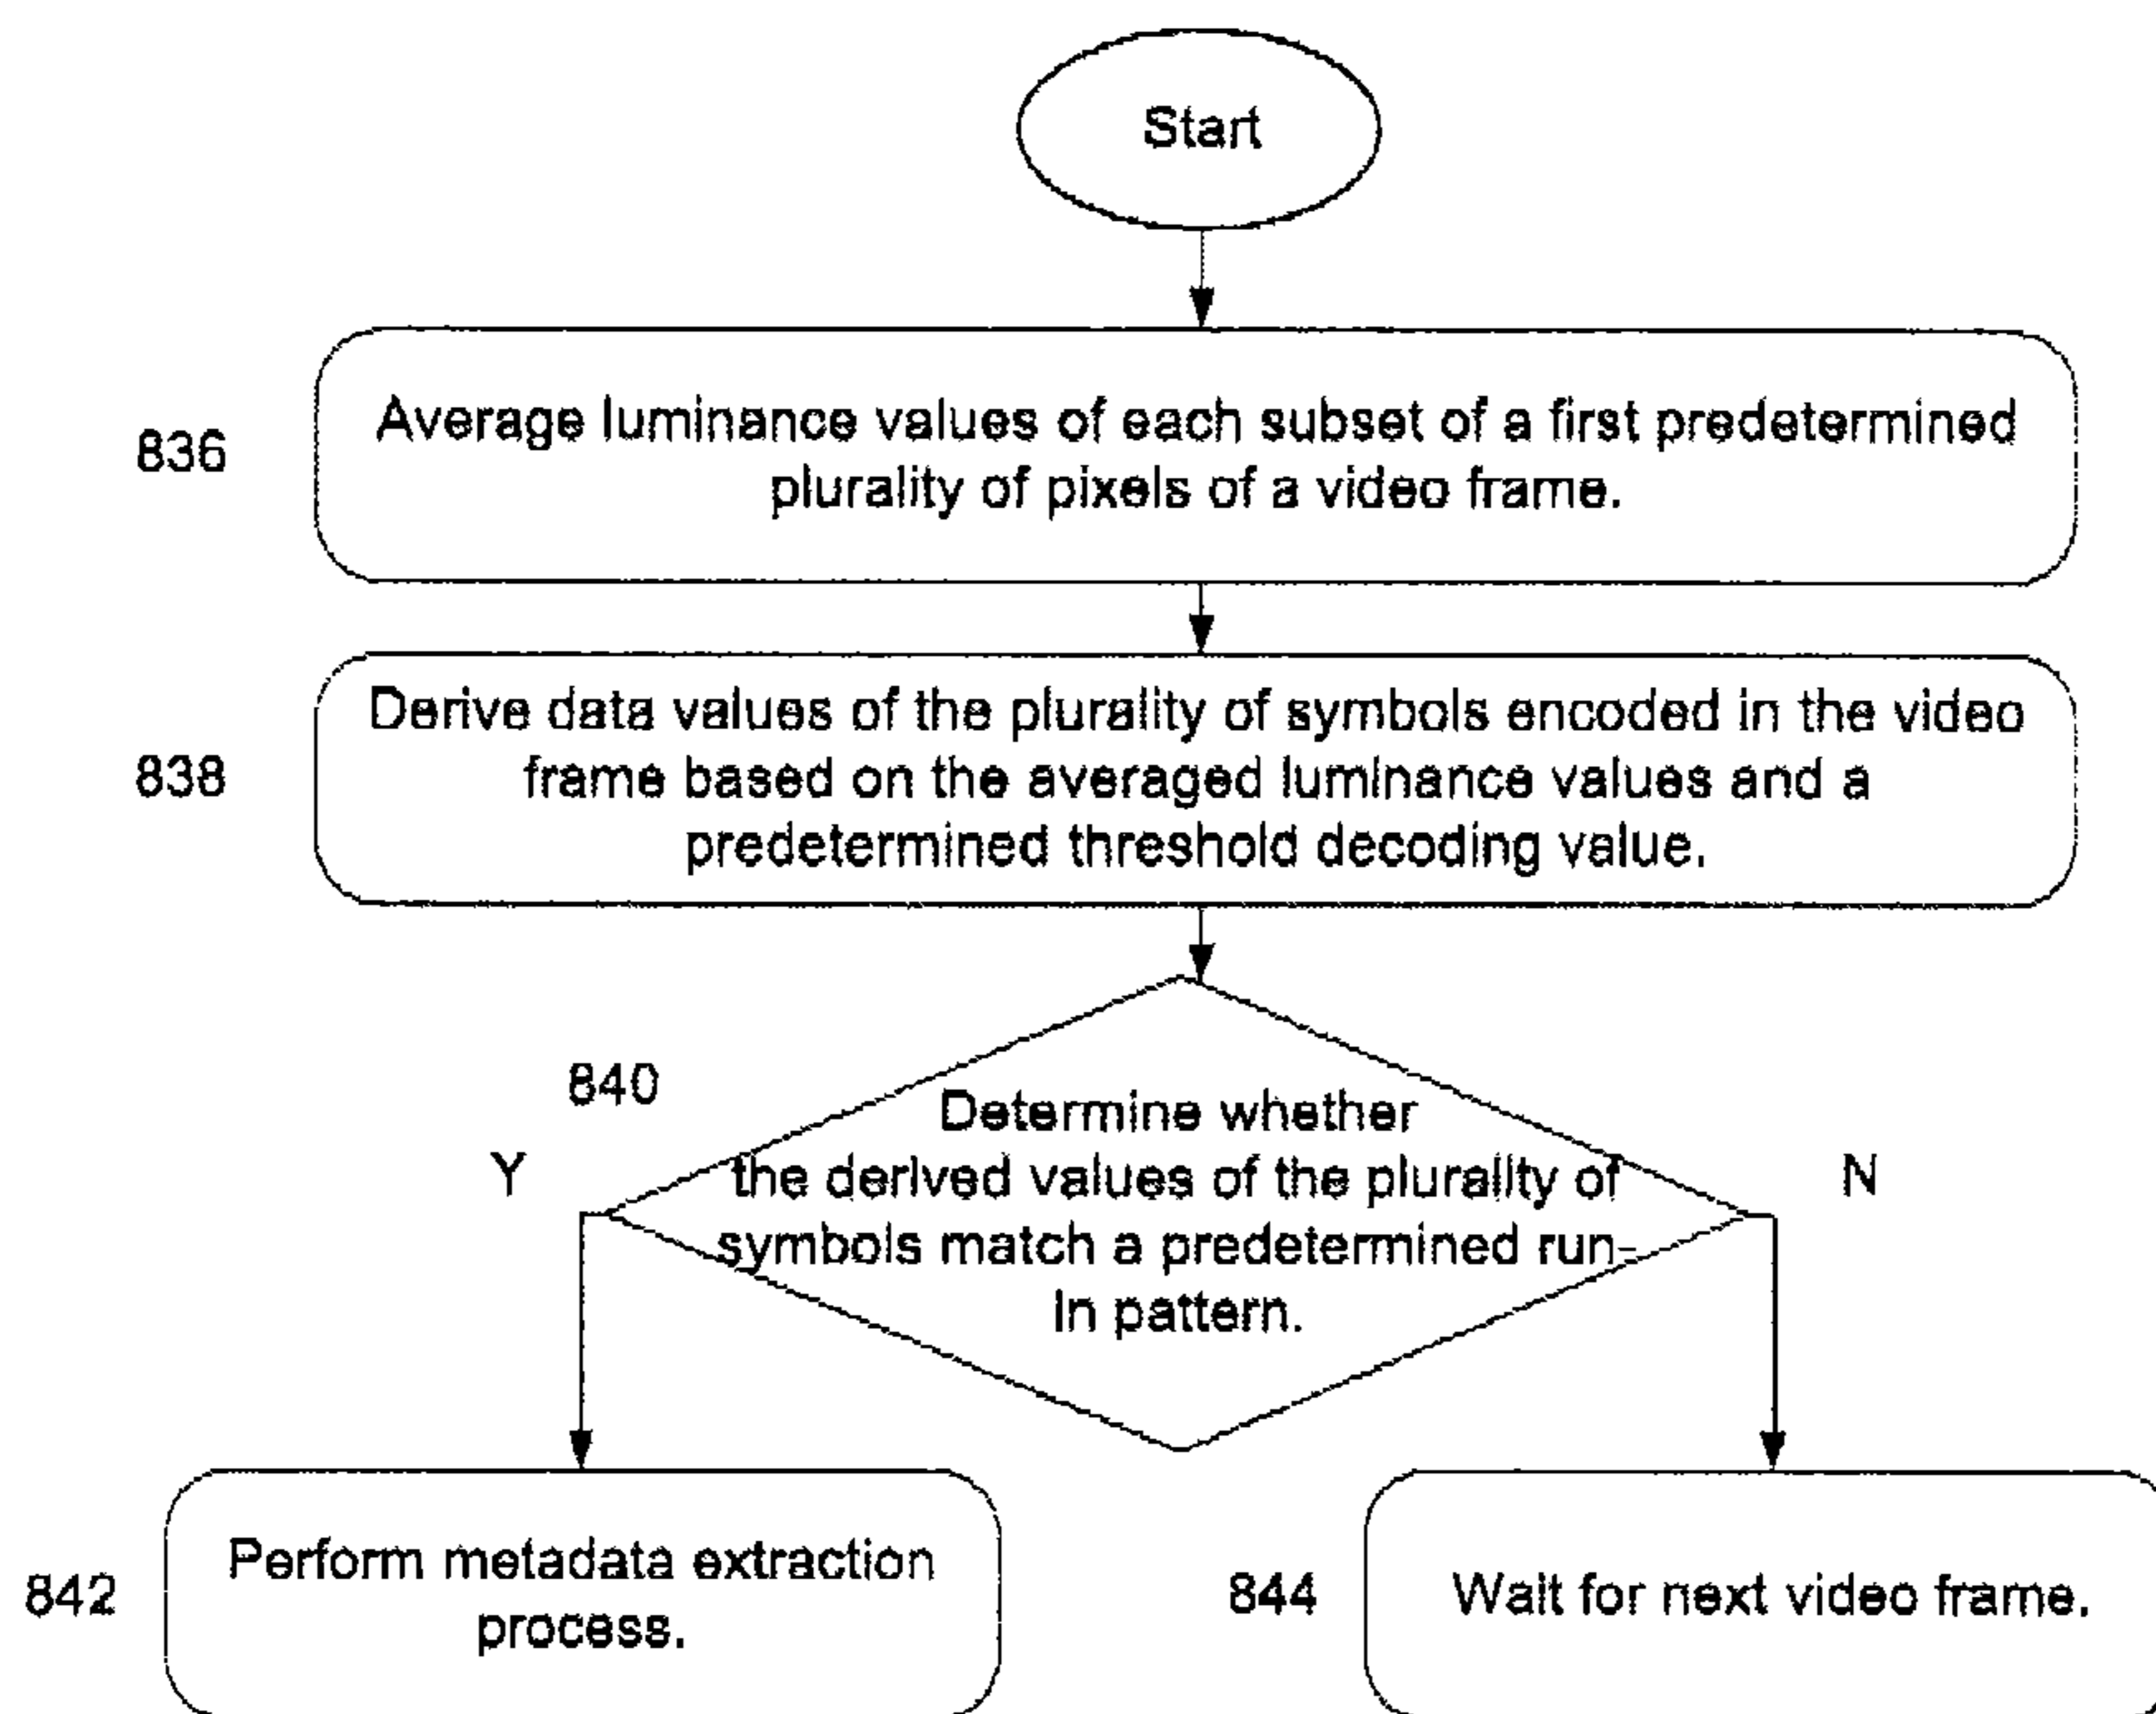 Start
836
Average luminance values of each subset of a first predetermined
plurality of pixels of a video frame.
838
Derive data values of the plurality of symbols encoded in the video
frame based on the averaged luminance values and a
predetermined threshold decoding value.
840
Determine whether
the derived values of the plurality of
symbols match a predetermined run-
in pattern.
Y
N
842
Perform metadata extraction
process.
844
Wait for next video frame.